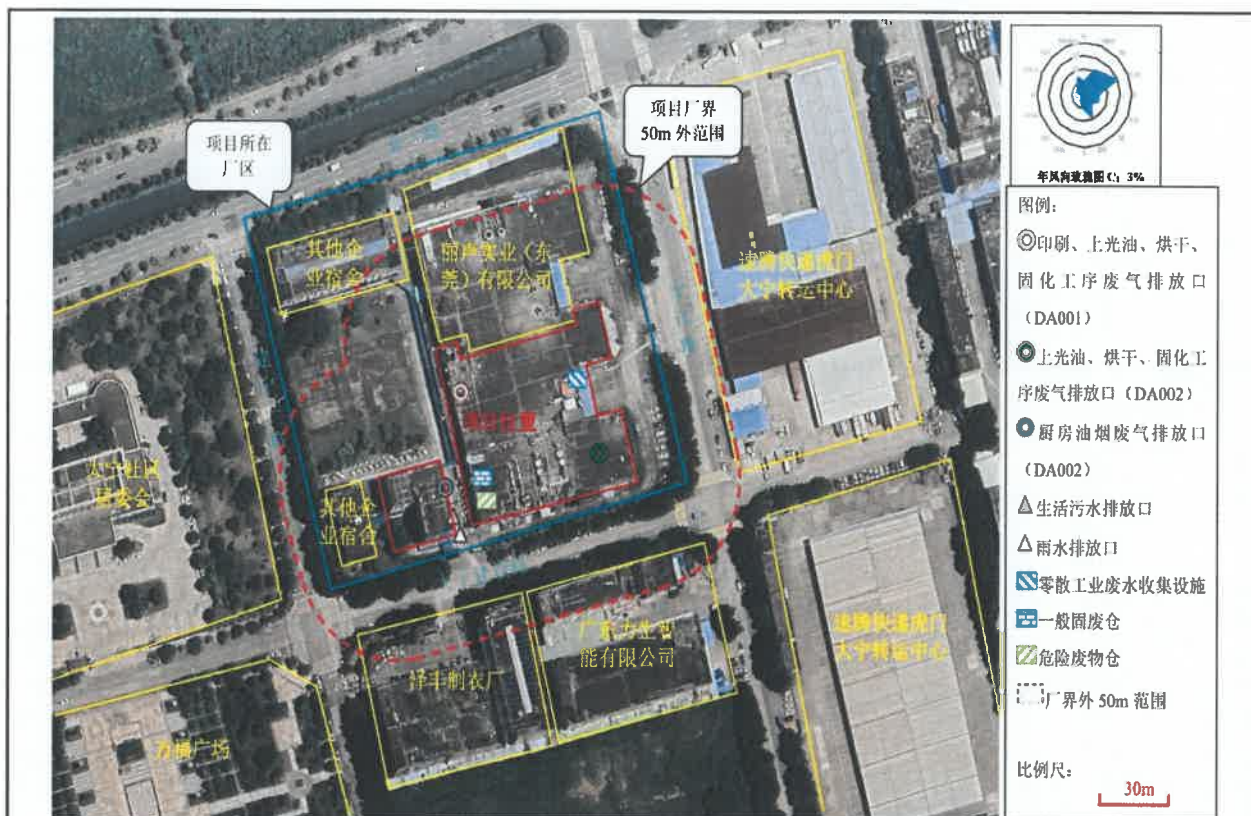 项目所在
厂区
项目厂界
50m 外范围
其他企
业宿舍
丽声实业（东
莞）有限公司
速腾快递虎门
大宁转运中心
项目位置
大宁社区
居委会
其他企
业宿舍
泽丰制衣厂
能有限公司
速腾快递虎门
大宁转运中心
广场
年风向玫瑰图 C: 3%
图例：
印刷、上光油、烘干、
固化工序废气排放口
（DA001）
上光油、烘干、固化工
序废气排放口（DA002）
厨房油烟废气排放口
（DA002）
生活污水排放口
雨水排放口
零散工业废水收集设施
一般固废仓
危险废物仓
厂界外 50m 范围
比例尺：
30m